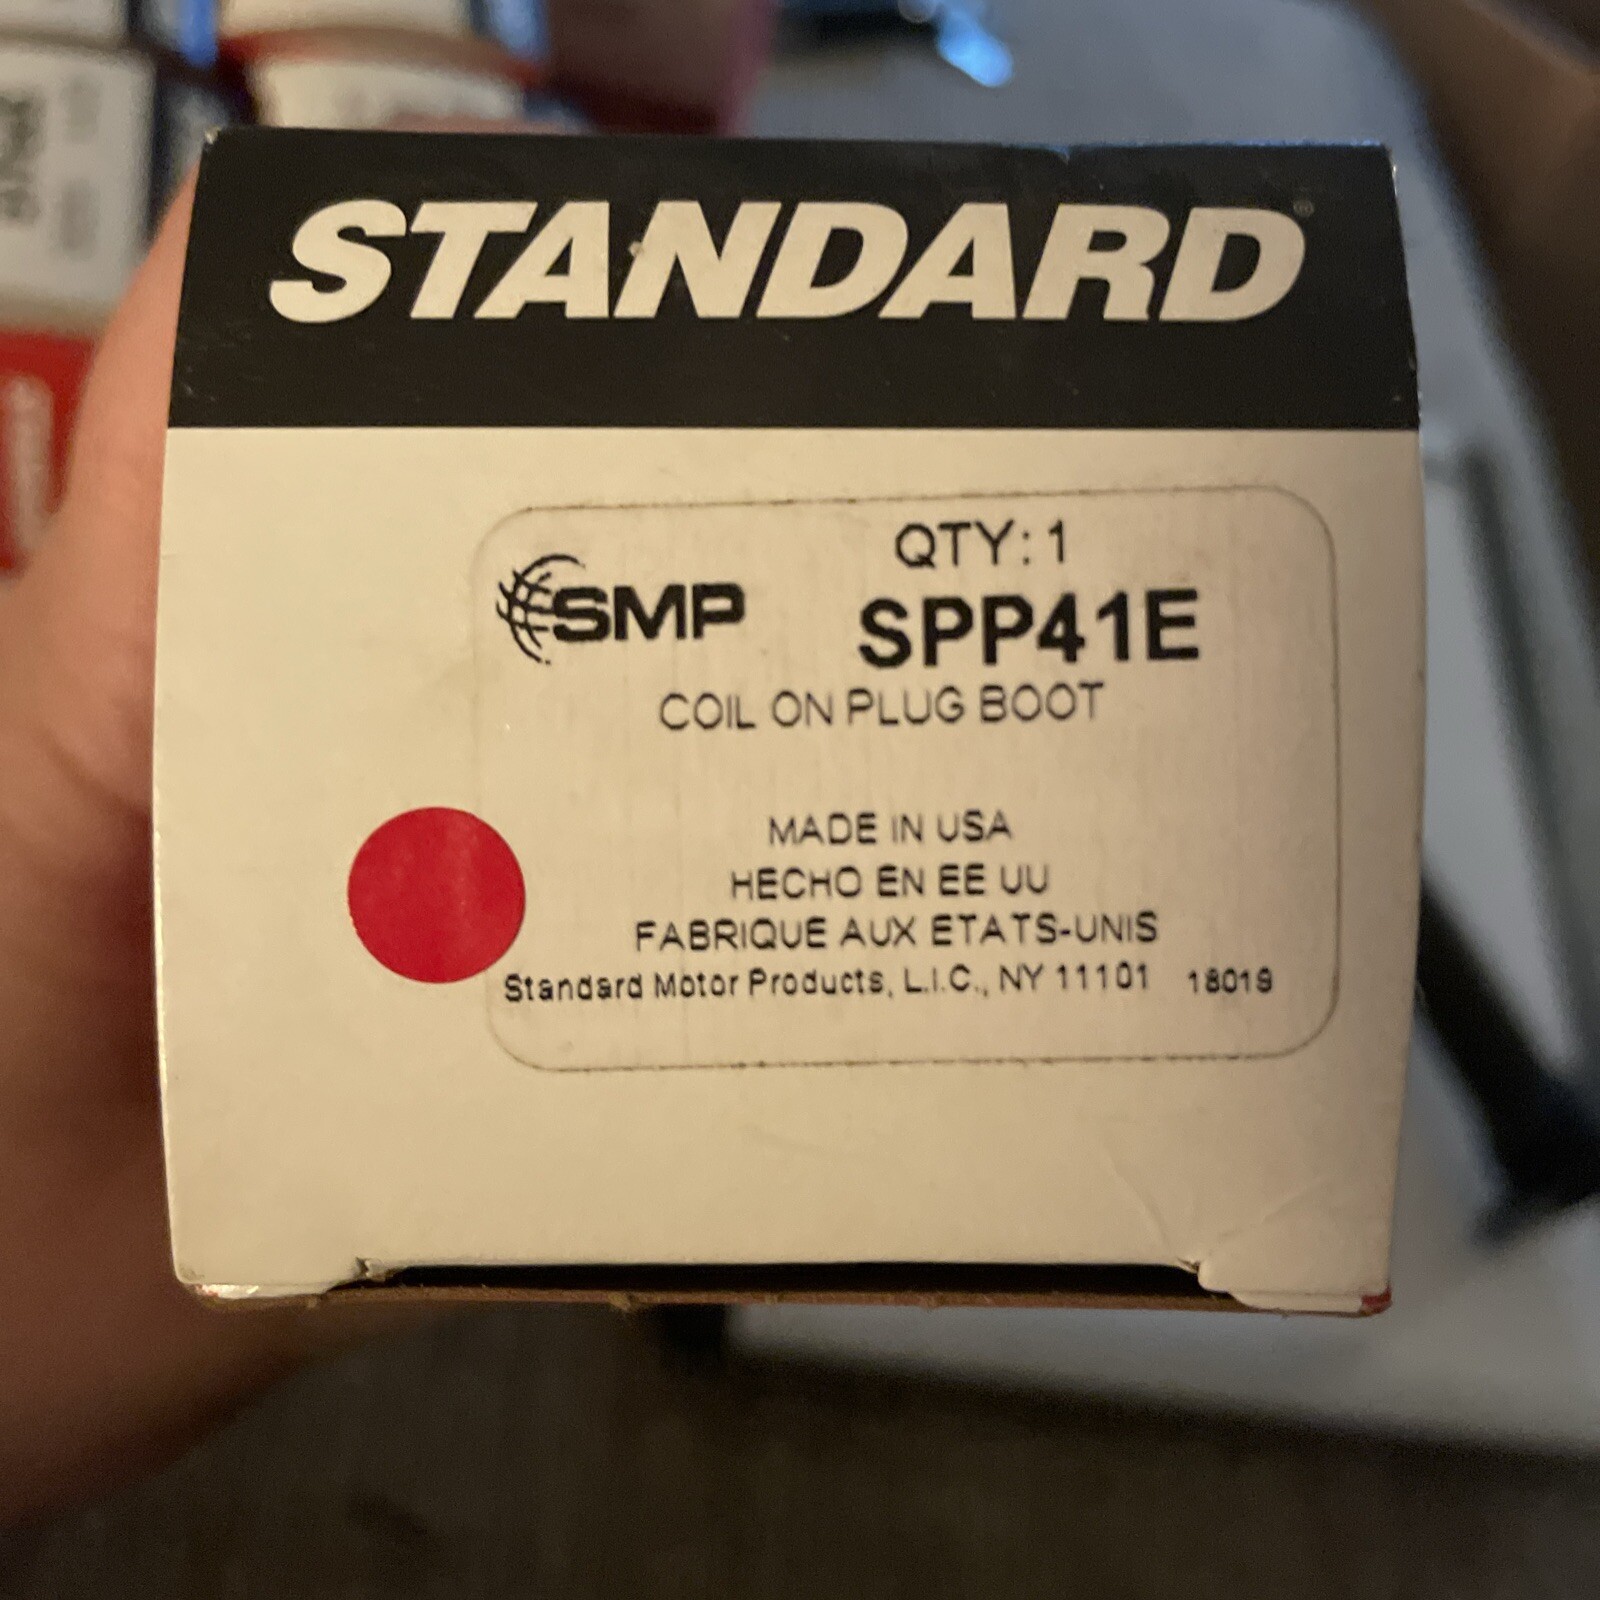 STANDARD®
QTY: 1
SMP
SPP41E
COIL ON PLUG BOOT
MADE IN USA
HECHO EN EE UU
FABRIQUE AUX ETATS-UNIS
Standard Motor Products, L.I.C., NY 11101 18019